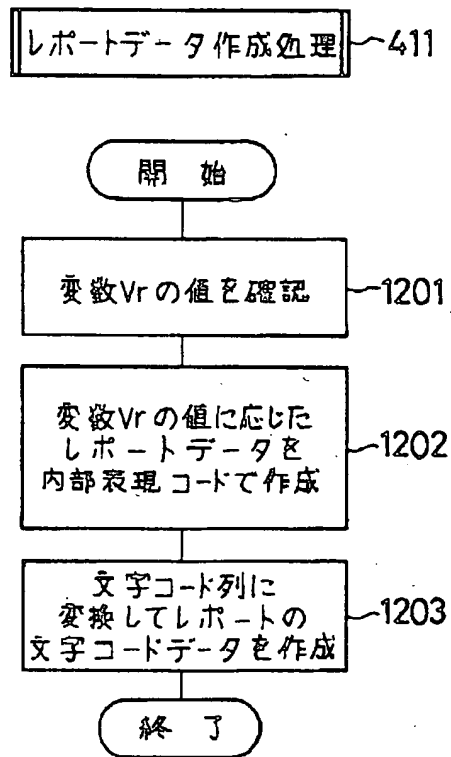 レポートデータ作成処理 411
開始
変数Vrの値を確認 1201
変数Vrの値に応じた
レポートデータを 1202
内部表現コードで作成
文字コード列に
変換してレポートの 1203
文字コードデータを作成
終了